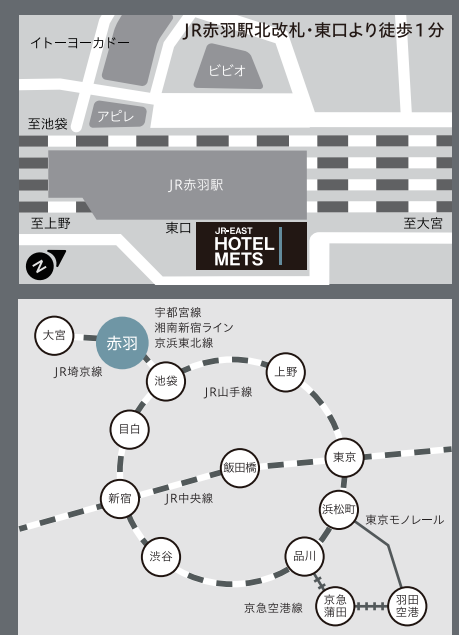 JR赤羽駅北改札・東口より徒歩1分
イトーヨーカドー
ビビオ
アピレ
至池袋
JR赤羽駅
至上野
東口
至大宮
JR-EAST
HOTEL
METS
N
宇都宮線
湘南新宿ライン
京浜東北線
大宮
赤羽
JR埼京線
池袋
JR山手線
上野
目白
東京
飯田橋
新宿
JR中央線
浜松町
東京モノレール
渋谷
品川
京急空港線
京急
蒲田
羽田
空港